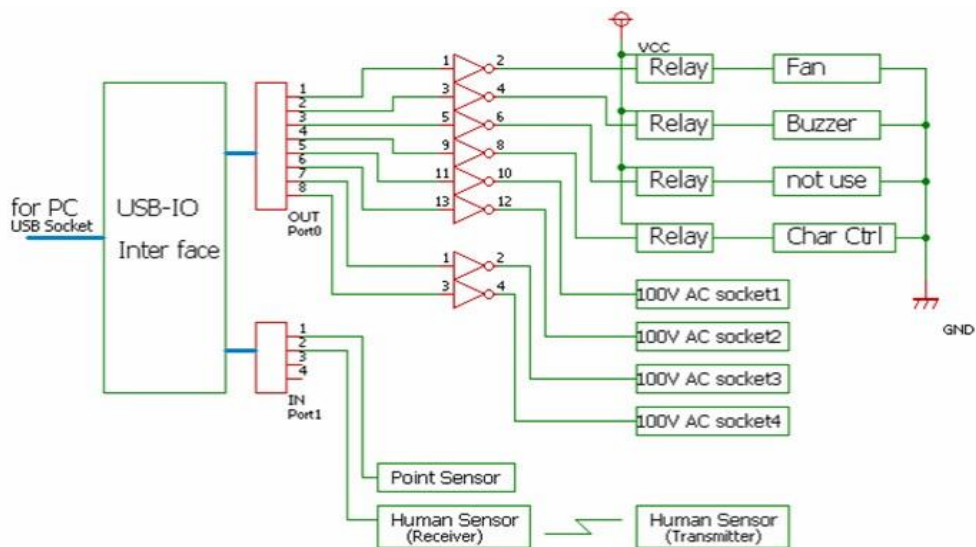 VCC
1
2
Relay
Fan
1
2
3
4
5
6
7
8
3
4
Relay
Buzzer
5
6
Relay
not use
9
8
Relay
Char Ctrl
11
10
13
12
OUT
Port0
for PC
USB Socket
USB-IO
Inter face
1
2
3
4
100V AC socket1
100V AC socket2
100V AC socket3
100V AC socket4
GND
1
2
3
4
IN
Port1
Point Sensor
Human Sensor
(Receiver)
Human Sensor
(Transmitter)